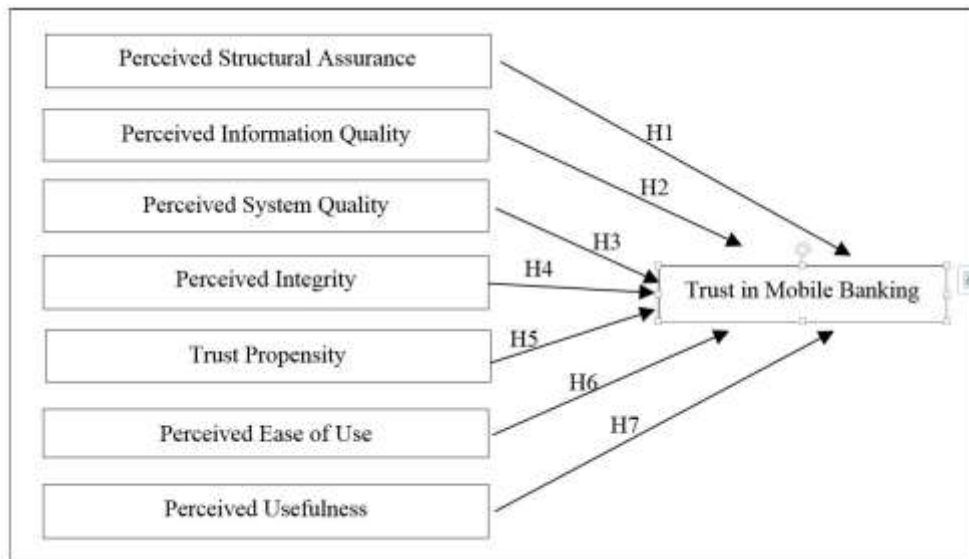 Perceived Structural Assurance
H1
Perceived Information Quality
H2
Perceived System Quality
H3
Perceived Integrity
H4
Trust in Mobile Banking
Trust Propensity
H5
Perceived Ease of Use
H6
Perceived Usefulness
H7